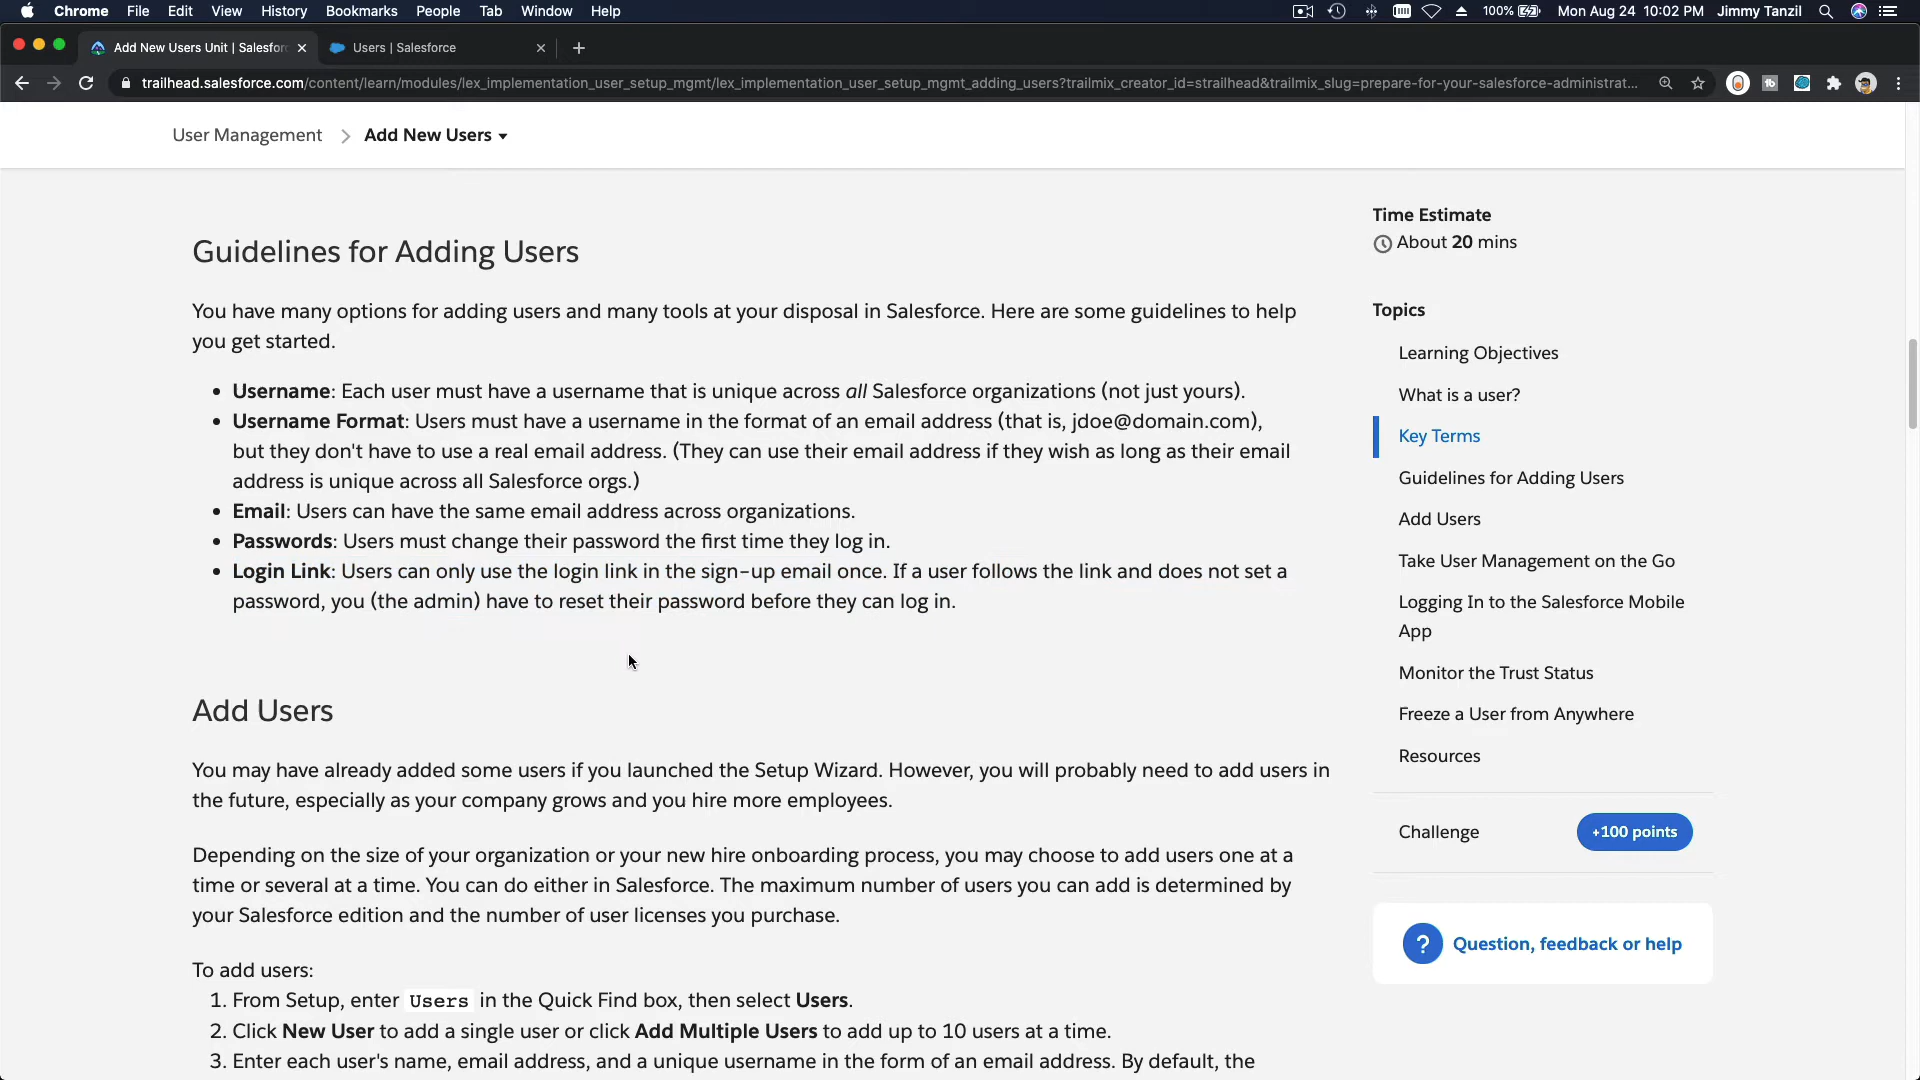 Chrome File Edit View History Bookmarks People Tab Window Help 100% Mon Aug 24 10:02 PM Jimmy Tanzil
Add New Users Unit | Salesfor Users | Salesforce
trailhead.salesforce.com/content/learn/modules/lex_implementation_user_setup_mgmt/lex_implementation_user_setup_mgmt_adding_users?trailmix_creator_id=strailhead&trailmix_slug=prepare-for-your-salesforce-administrat...
User Management > Add New Users
Guidelines for Adding Users
You have many options for adding users and many tools at your disposal in Salesforce. Here are some guidelines to help
you get started.
• Username: Each user must have a username that is unique across all Salesforce organizations (not just yours).
• Username Format: Users must have a username in the format of an email address (that is, jdoe@domain.com),
but they don't have to use a real email address. (They can use their email address if they wish as long as their email
address is unique across all Salesforce orgs.)
• Email: Users can have the same email address across organizations.
• Passwords: Users must change their password the first time they log in.
• Login Link: Users can only use the login link in the sign-up email once. If a user follows the link and does not set a
password, you (the admin) have to reset their password before they can log in.
Add Users
You may have already added some users if you launched the Setup Wizard. However, you will probably need to add users in
the future, especially as your company grows and you hire more employees.
Depending on the size of your organization or your new hire onboarding process, you may choose to add users one at a
time or several at a time. You can do either in Salesforce. The maximum number of users you can add is determined by
your Salesforce edition and the number of user licenses you purchase.
To add users:
1. From Setup, enter Users in the Quick Find box, then select Users.
2. Click New User to add a single user or click Add Multiple Users to add up to 10 users at a time.
3. Enter each user's name, email address, and a unique username in the form of an email address. By default, the
Time Estimate
About 20 mins
Topics
Learning Objectives
What is a user?
Key Terms
Guidelines for Adding Users
Add Users
Take User Management on the Go
Logging In to the Salesforce Mobile
App
Monitor the Trust Status
Freeze a User from Anywhere
Resources
Challenge +100 points
? Question, feedback or help